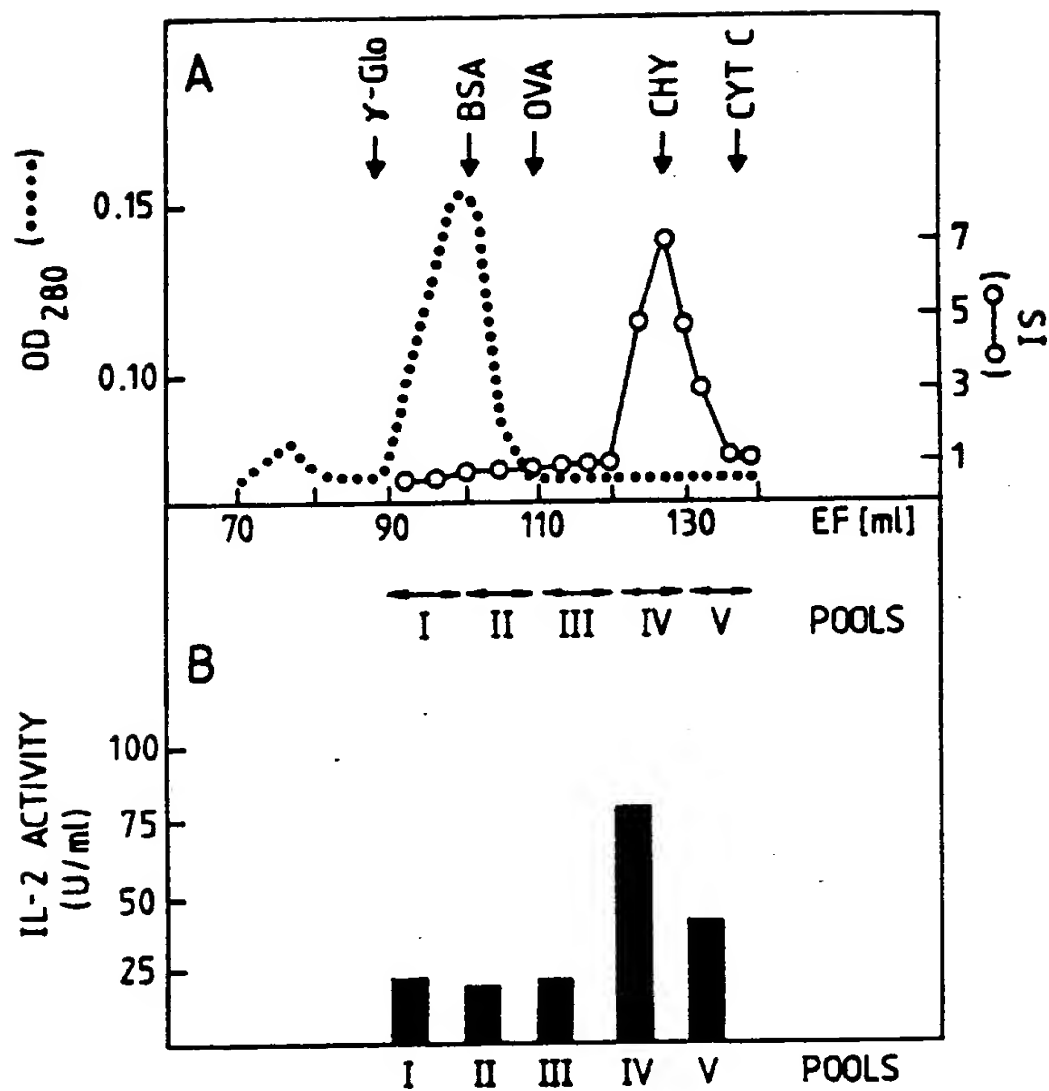 A
γ-Glo
BSA
OVA
CHY
CYT C
OD280 (•••••)
0.15
0.10
7
5
3
1
IS (o—o)
70
90
110
130
EF [ml]
I
II
III
IV
V
POOLS
B
IL-2 ACTIVITY
(U/ml)
100
75
50
25
I
II
III
IV
V
POOLS